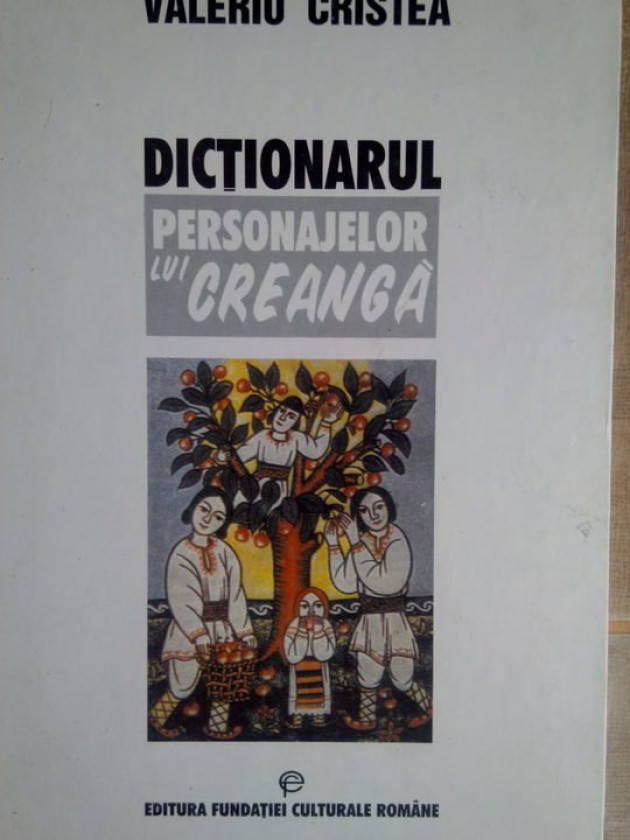 VALERIU CRISTEA
DICȚIONARUL
PERSONAJELOR
LUI
CREANGĂ
EDITURA FUNDAȚIEI CULTURALE ROMÂNE